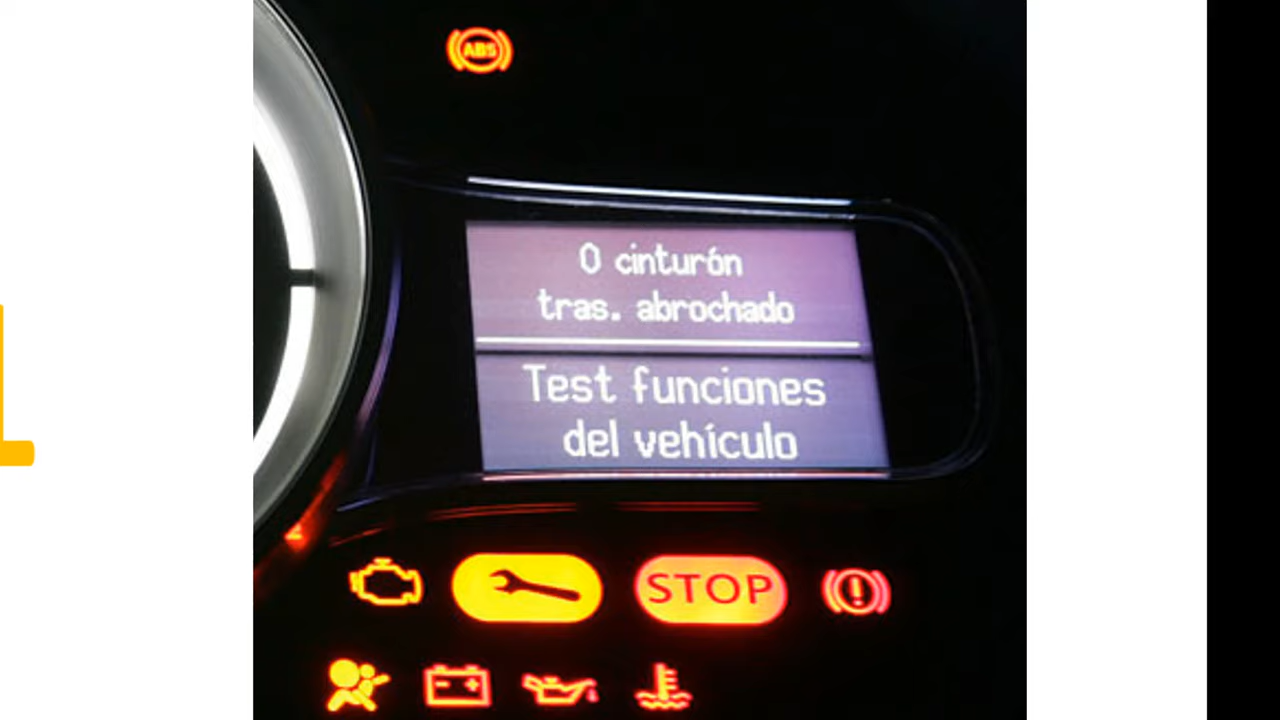 ABS
0 cinturón
tras. abrochado
Test funciones
del vehículo
STOP